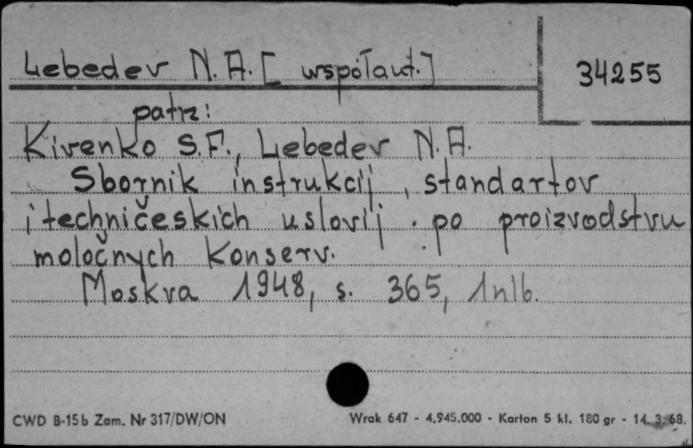 Lebedev N.A. [współaut.]
34255
patrz:
Kivenko S.F., Lebedev N.A.
Sbornik instrukcij, standartov
i techničeskich uslovij po proizvodstvu
moločnych konserv.
Moskva 1948, s. 365, 1nlb.
CWD B-15b Zam. Nr 317/DW/ON
Wrak 647 - 4.945.000 - Karton 5 kl. 180 gr - 14.3.68.